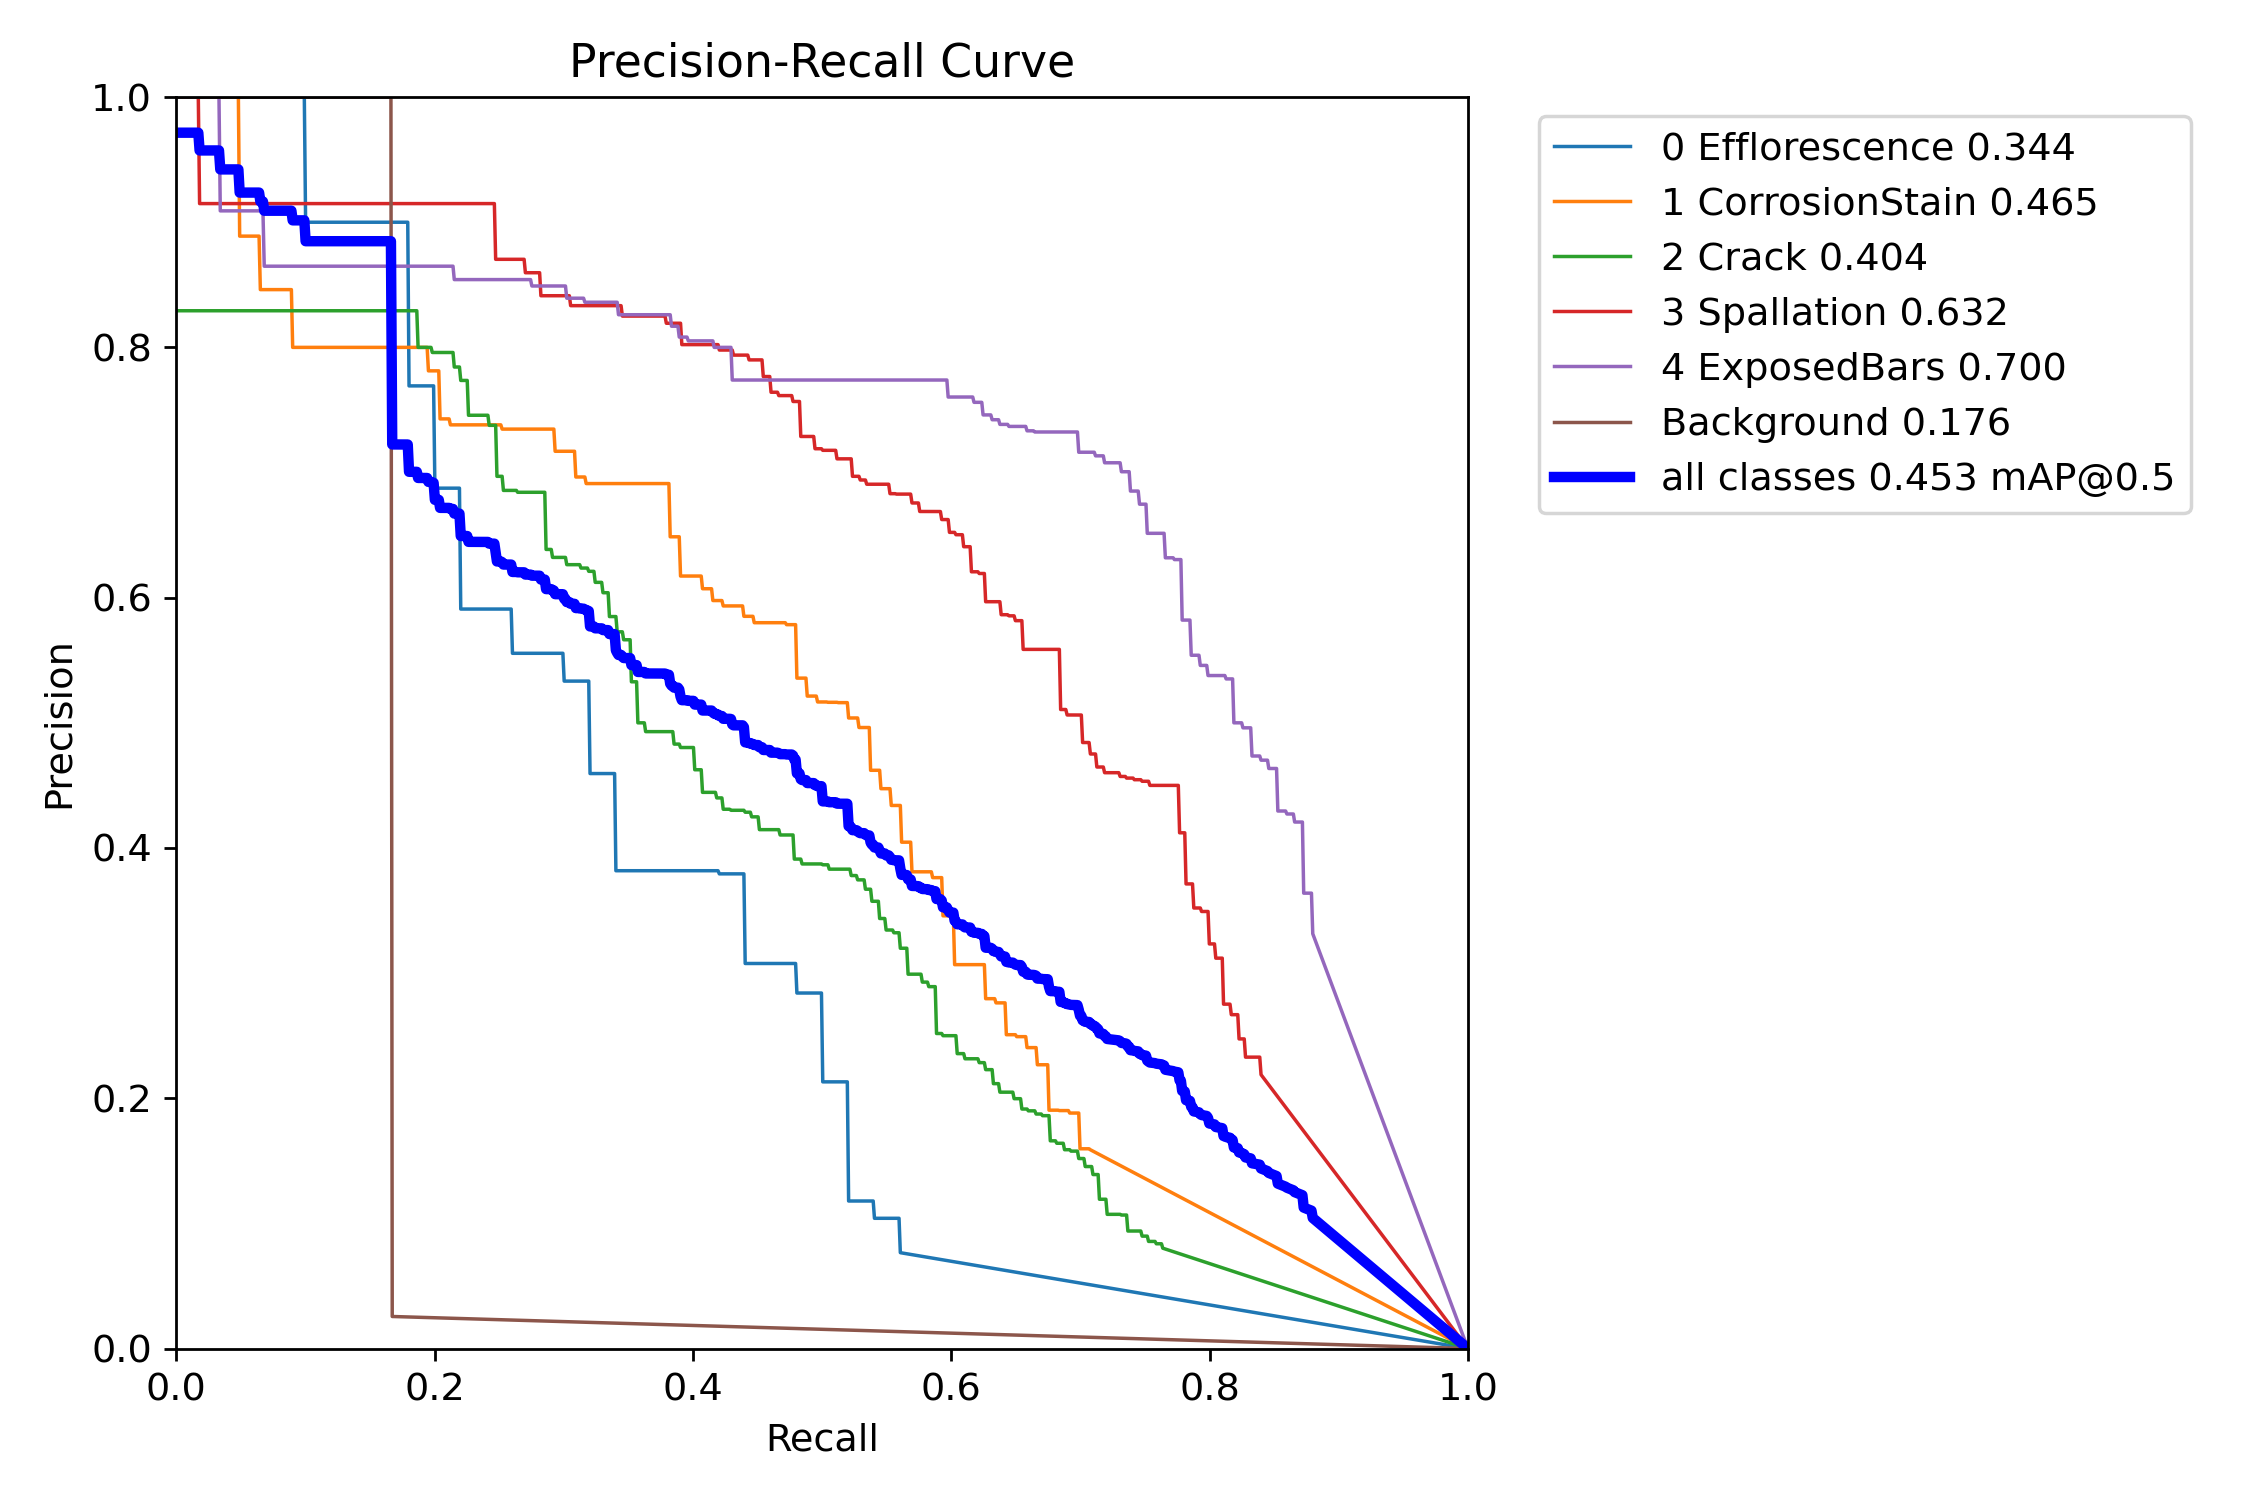 Precision-Recall Curve
1.0
0.8
0.6
0.4
0.2
0.0
Precision
0.0 0.2 0.4 0.6 0.8 1.0
Recall
0 Efflorescence 0.344
1 CorrosionStain 0.465
2 Crack 0.404
3 Spallation 0.632
4 ExposedBars 0.700
Background 0.176
all classes 0.453 mAP@0.5